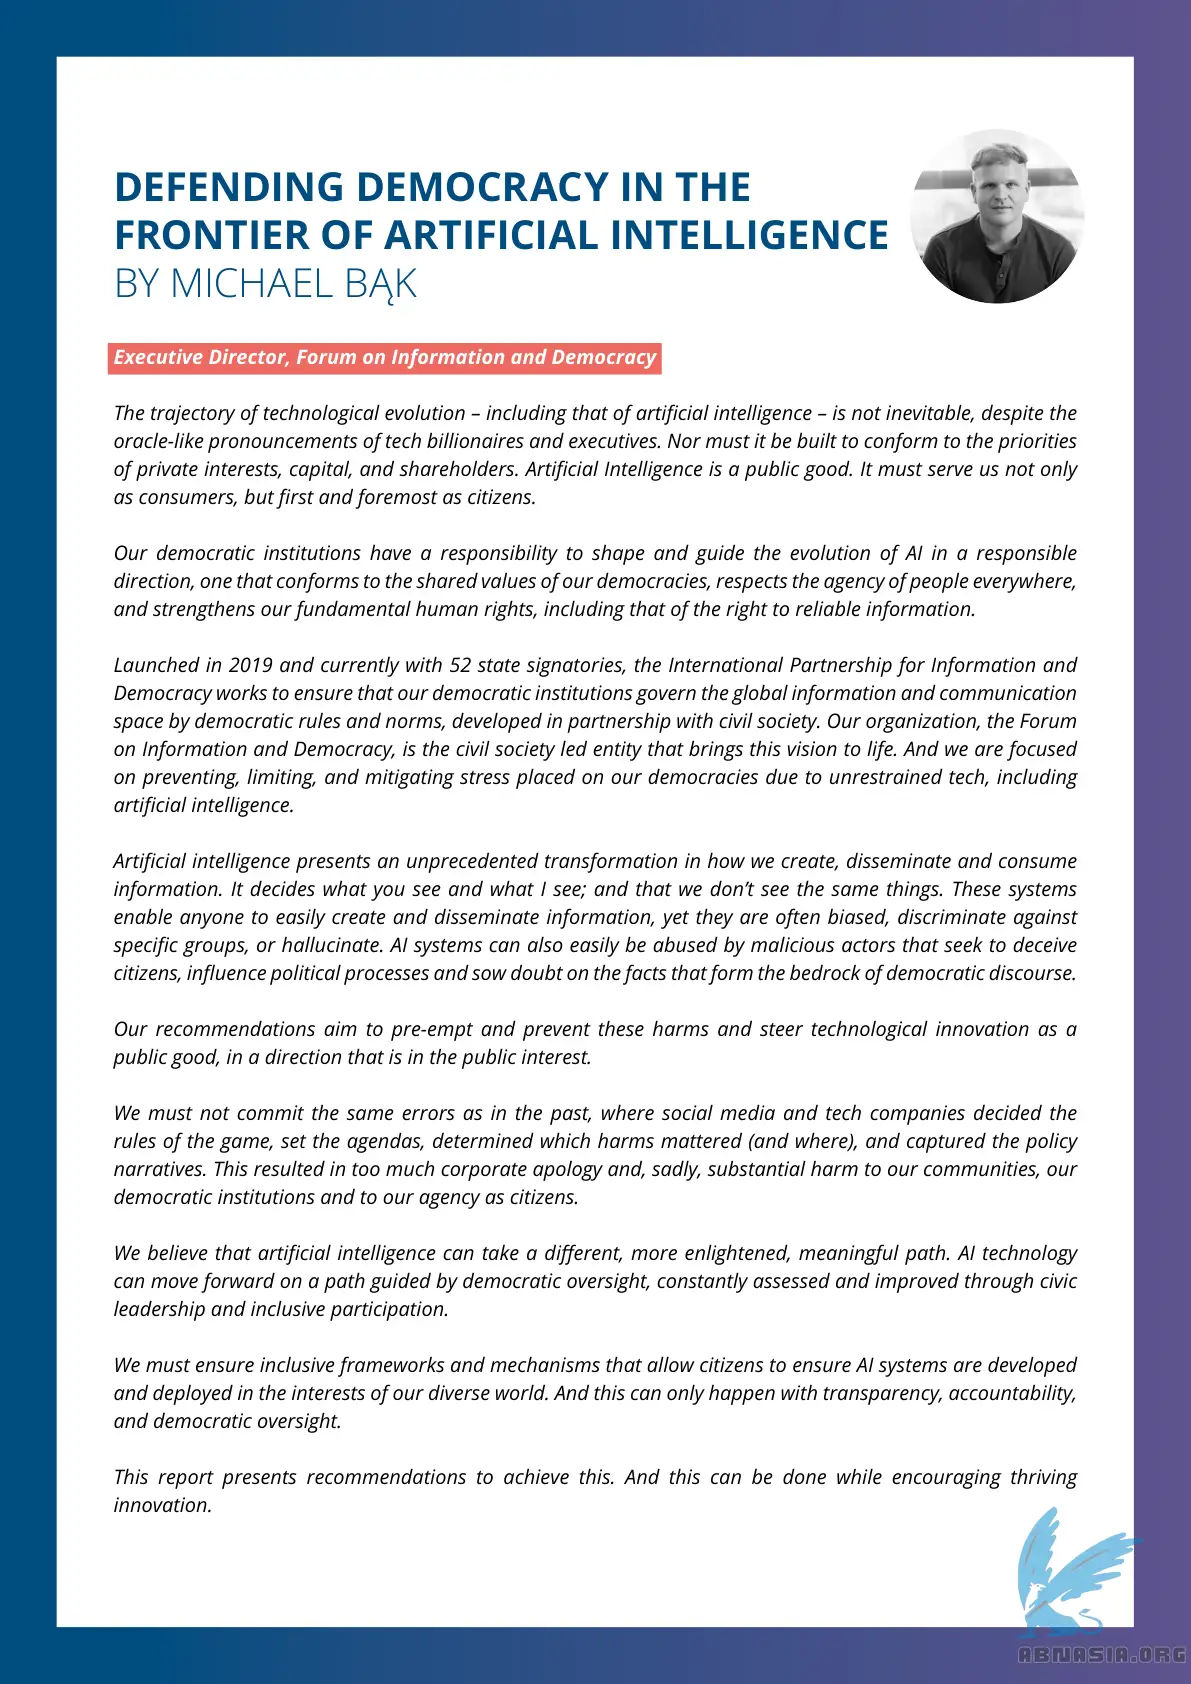 DEFENDING DEMOCRACY IN THE
FRONTIER OF ARTIFICIAL INTELLIGENCE
BY MICHAEL BĄK
Executive Director, Forum on Information and Democracy
The trajectory of technological evolution – including that of artificial intelligence – is not inevitable, despite the
oracle-like pronouncements of tech billionaires and executives. Nor must it be built to conform to the priorities
of private interests, capital, and shareholders. Artificial Intelligence is a public good. It must serve us not only
as consumers, but first and foremost as citizens.
Our democratic institutions have a responsibility to shape and guide the evolution of AI in a responsible
direction, one that conforms to the shared values of our democracies, respects the agency of people everywhere,
and strengthens our fundamental human rights, including that of the right to reliable information.
Launched in 2019 and currently with 52 state signatories, the International Partnership for Information and
Democracy works to ensure that our democratic institutions govern the global information and communication
space by democratic rules and norms, developed in partnership with civil society. Our organization, the Forum
on Information and Democracy, is the civil society led entity that brings this vision to life. And we are focused
on preventing, limiting, and mitigating stress placed on our democracies due to unrestrained tech, including
artificial intelligence.
Artificial intelligence presents an unprecedented transformation in how we create, disseminate and consume
information. It decides what you see and what I see; and that we don’t see the same things. These systems
enable anyone to easily create and disseminate information, yet they are often biased, discriminate against
specific groups, or hallucinate. AI systems can also easily be abused by malicious actors that seek to deceive
citizens, influence political processes and sow doubt on the facts that form the bedrock of democratic discourse.
Our recommendations aim to pre-empt and prevent these harms and steer technological innovation as a
public good, in a direction that is in the public interest.
We must not commit the same errors as in the past, where social media and tech companies decided the
rules of the game, set the agendas, determined which harms mattered (and where), and captured the policy
narratives. This resulted in too much corporate apology and, sadly, substantial harm to our communities, our
democratic institutions and to our agency as citizens.
We believe that artificial intelligence can take a different, more enlightened, meaningful path. AI technology
can move forward on a path guided by democratic oversight, constantly assessed and improved through civic
leadership and inclusive participation.
We must ensure inclusive frameworks and mechanisms that allow citizens to ensure AI systems are developed
and deployed in the interests of our diverse world. And this can only happen with transparency, accountability,
and democratic oversight.
This report presents recommendations to achieve this. And this can be done while encouraging thriving
innovation.
ABNASIA.ORG